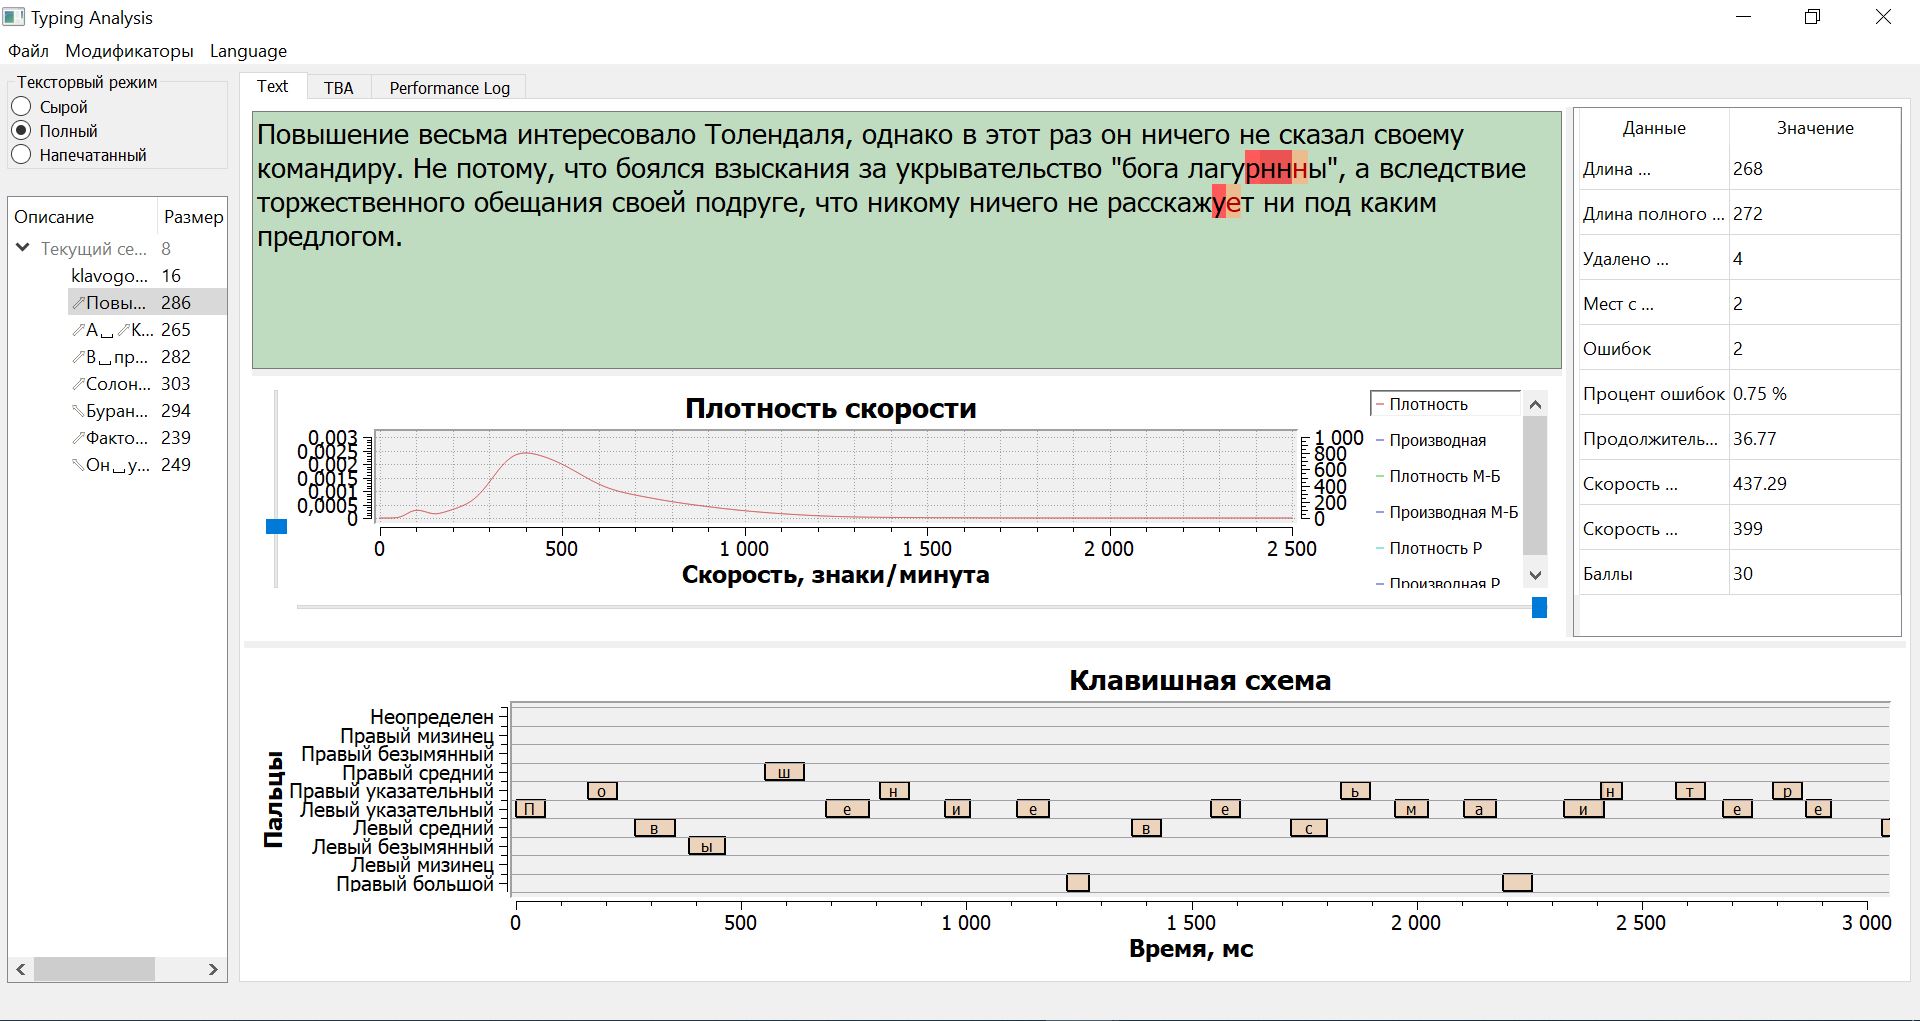 Typing Analysis
Файл Модификаторы Language
Тексторвый режим
Сырой
Полный
Напечатанный
Описание Размер
Текущий се... 8
klavogo... 16
Повы... 286
А␣ К... 265
В␣пр... 282
Солон... 303
Буран... 294
Факто... 239
Он␣у... 249
Text TBA Performance Log
Повышение весьма интересовало Толендаля, однако в этот раз он ничего не сказал своему
командиру. Не потому, что боялся взыскания за укрывательство "бога лагурнннны", а вследствие
торжественного обещания своей подруге, что никому ничего не расскажует ни под каким
предлогом.
Данные Значение
Длина ... 268
Длина полного ... 272
Удалено ... 4
Мест с ... 2
Ошибок 2
Процент ошибок 0.75 %
Продолжитель... 36.77
Скорость ... 437.29
Скорость ... 399
Баллы 30
Плотность скорости
0,003
0,0025
0,002
0,0015
0,001
0,0005
0
1 000
800
600
400
200
0
0 500 1 000 1 500 2 000 2 500
Скорость, знаки/минута
Плотность
Производная
Плотность М-Б
Производная М-Б
Плотность Р
Производная Р
Клавишная схема
Пальцы
Неопределен
Правый мизинец
Правый безымянный
Правый средний
Правый указательный
Левый указательный
Левый средний
Левый безымянный
Левый мизинец
Правый большой
ш
о н ь н т р
П е и е е м а и е е
в в с
ы
0 500 1 000 1 500 2 000 2 500 3 000
Время, мс